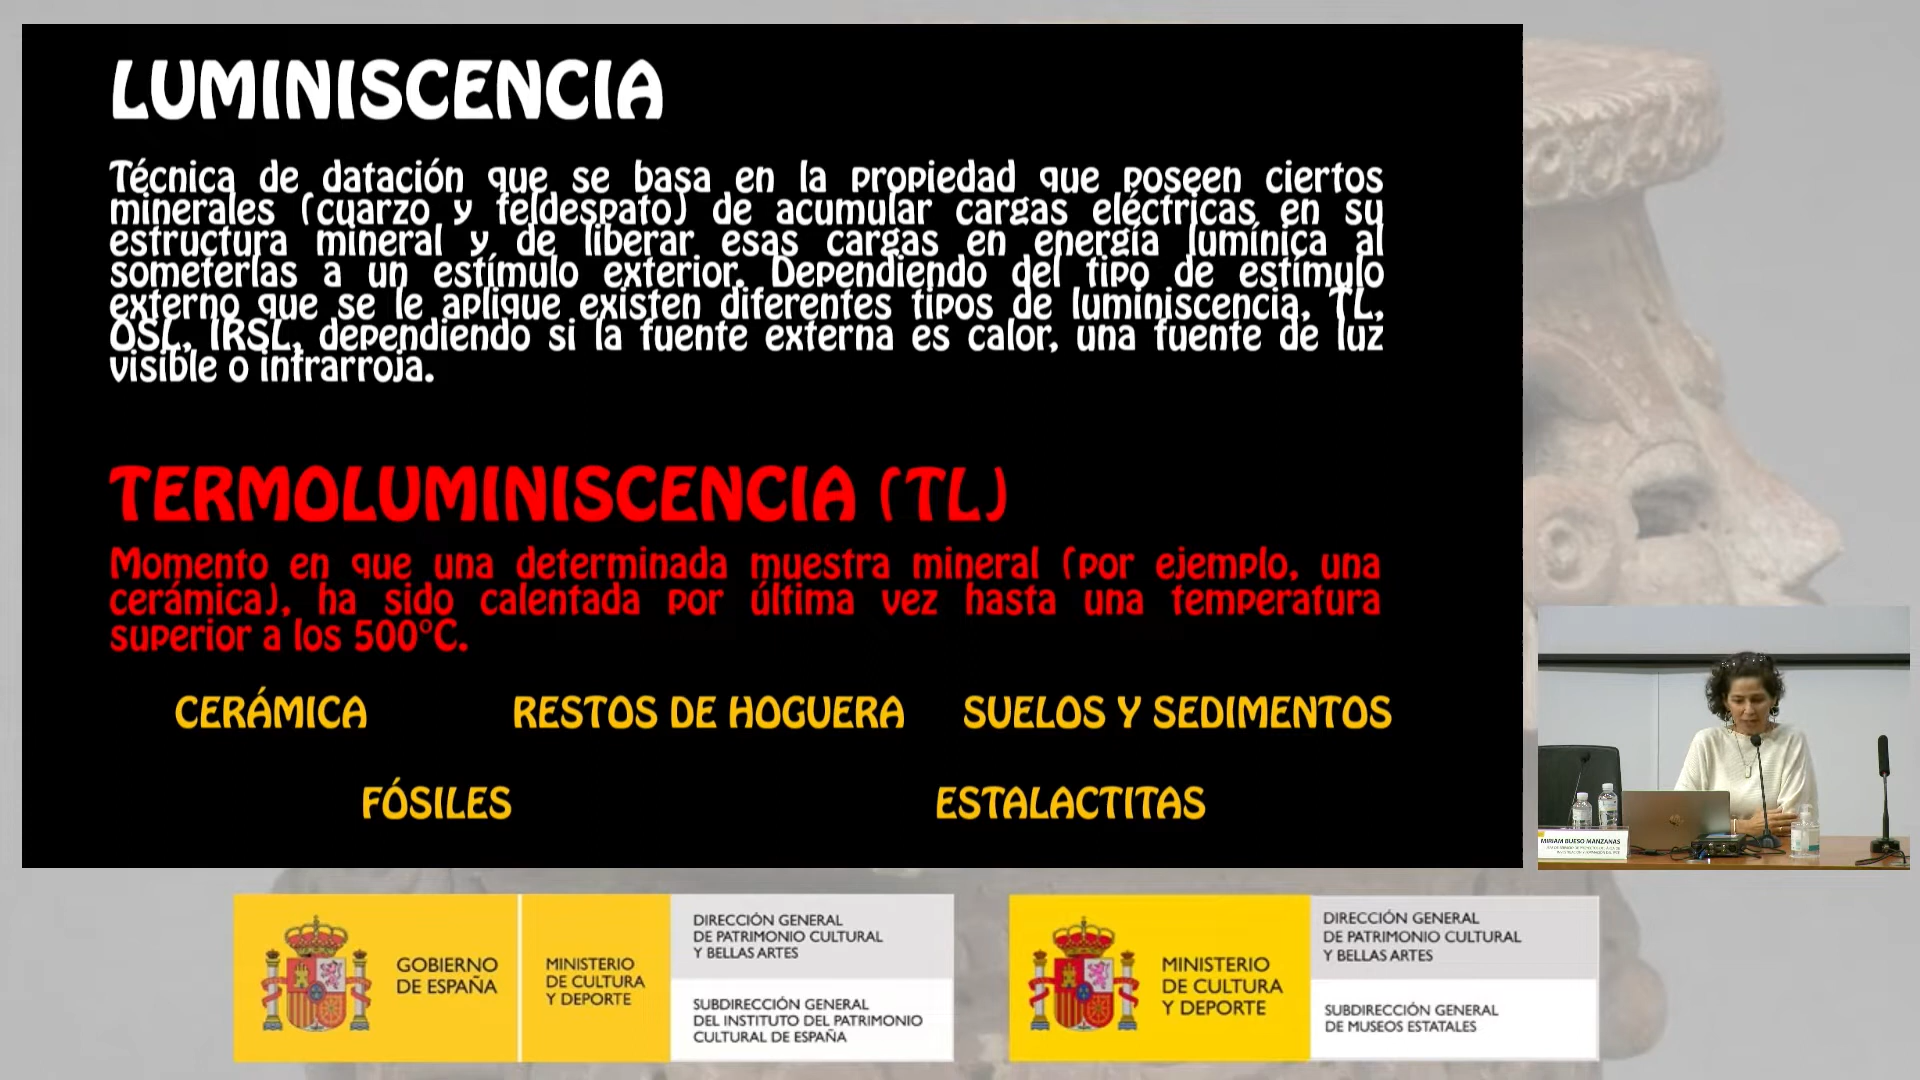 LUMINISCENCIA
Técnica de datación que se basa en la propiedad que poseen ciertos
minerales (cuarzo y feldespato) de acumular cargas eléctricas en su
estructura mineral y de liberar esas cargas en energía lumínica al
someterlas a un estímulo exterior. Dependiendo del tipo de estímulo
externo que se le aplique existen diferentes tipos de luminiscencia, TL,
OSL, IRSL, dependiendo si la fuente externa es calor, una fuente de luz
visible o infrarroja.
TERMOLUMINISCENCIA (TL)
Momento en que una determinada muestra mineral (por ejemplo, una
cerámica), ha sido calentada por última vez hasta una temperatura
superior a los 500°C.
CERÁMICA RESTOS DE HOGUERA SUELOS Y SEDIMENTOS
FÓSILES ESTALACTITAS
MIRIAM BUESO MANZANAS
GOBIERNO
DE ESPAÑA
MINISTERIO
DE CULTURA
Y DEPORTE
DIRECCIÓN GENERAL
DE PATRIMONIO CULTURAL
Y BELLAS ARTES
SUBDIRECCIÓN GENERAL
DEL INSTITUTO DEL PATRIMONIO
CULTURAL DE ESPAÑA
MINISTERIO
DE CULTURA
Y DEPORTE
DIRECCIÓN GENERAL
DE PATRIMONIO CULTURAL
Y BELLAS ARTES
SUBDIRECCIÓN GENERAL
DE MUSEOS ESTATALES